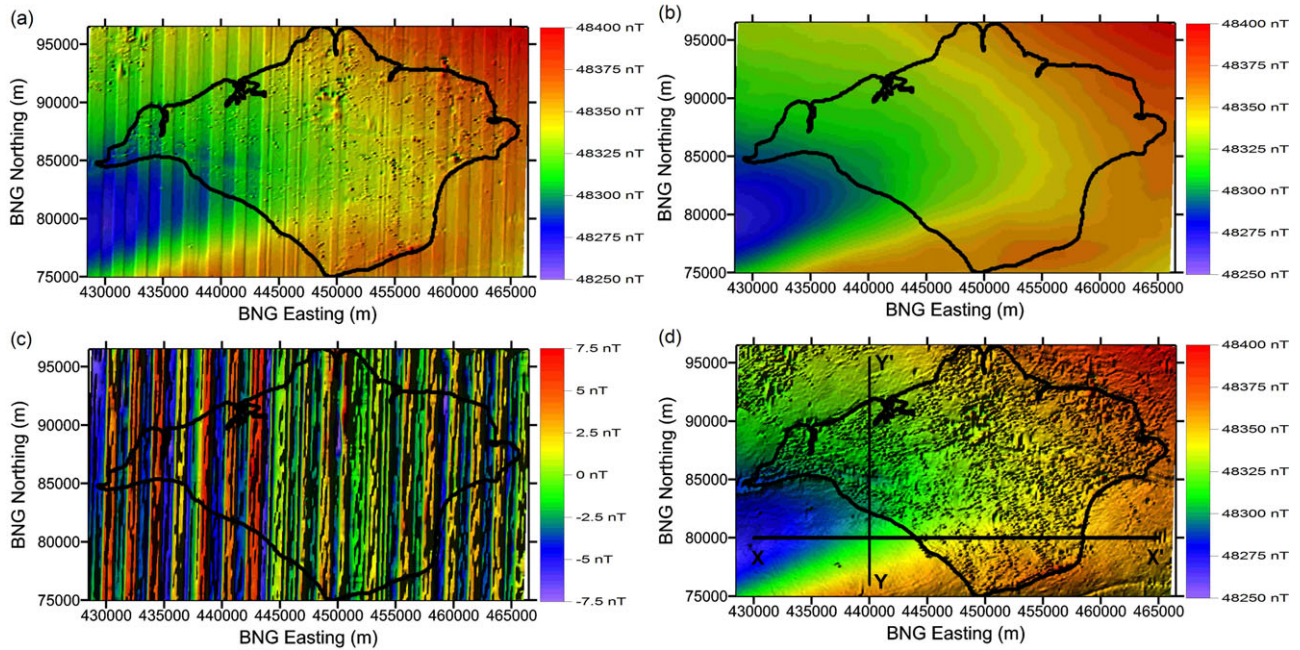 (a)
BNG Northing (m)
95000
90000
85000
80000
75000
430000 435000 440000 445000 450000 455000 460000 465000
BNG Easting (m)
48400 nT
48375 nT
48350 nT
48325 nT
48300 nT
48275 nT
48250 nT
(b)
BNG Northing (m)
95000
90000
85000
80000
75000
430000 435000 440000 445000 450000 455000 460000 465000
BNG Easting (m)
48400 nT
48375 nT
48350 nT
48325 nT
48300 nT
48275 nT
48250 nT
(c)
BNG Northing (m)
95000
90000
85000
80000
75000
430000 435000 440000 445000 450000 455000 460000 465000
BNG Easting (m)
7.5 nT
5 nT
2.5 nT
0 nT
-2.5 nT
-5 nT
-7.5 nT
(d)
BNG Northing (m)
95000
90000
85000
80000
75000
Y'
X
X'
Y
430000 435000 440000 445000 450000 455000 460000 465000
BNG Easting (m)
48400 nT
48375 nT
48350 nT
48325 nT
48300 nT
48275 nT
48250 nT